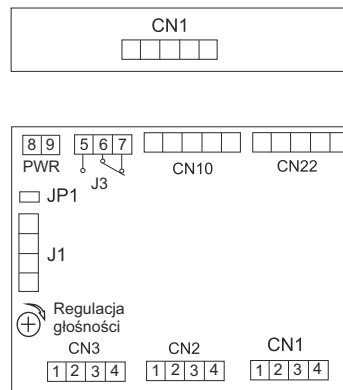 CN1
8 9 5 6 7
PWR J3 CN10 CN22
JP1
J1
Regulacja
głośności
CN3 CN2 CN1
1 2 3 4 1 2 3 4 1 2 3 4